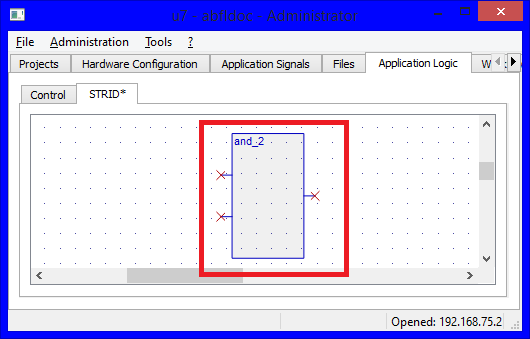 u7 - abfldoc - Administrator
File Administration Tools ?
Projects Hardware Configuration Application Signals Files Application Logic
Control STRID*
and_2
Opened: 192.168.75.2